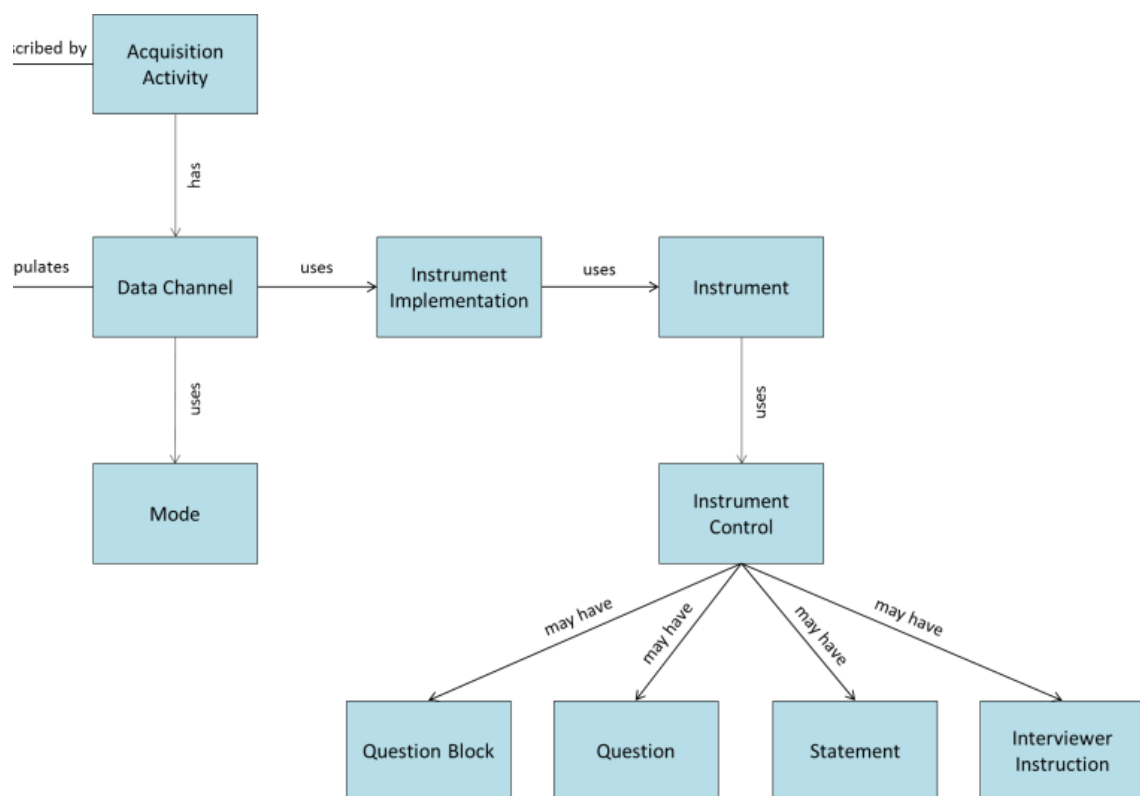 scribed by
Acquisition
Activity
has
pulates
Data Channel
uses
Instrument
Implementation
uses
Instrument
uses
uses
Mode
Instrument
Control
may have
may have
may have
may have
Question Block
Question
Statement
Interviewer
Instruction